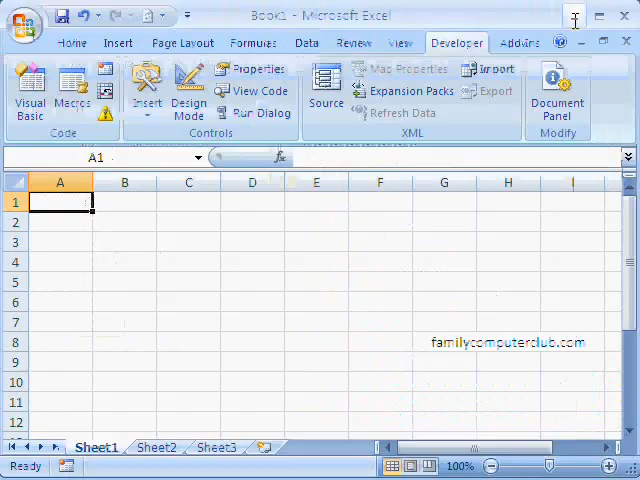 Book1 - Microsoft Excel
Home Insert Page Layout Formulas Data Review View Developer Add-Ins
Visual Basic
Macros
Code
Insert
Design Mode
Properties
View Code
Run Dialog
Controls
Source
Map Properties
Expansion Packs
Refresh Data
Import
Export
XML
Document Panel
Modify
A1
fx
A B C D E F G H I
1
2
3
4
5
6
7
8 familycomputerclub.com
9
10
11
12
Sheet1 Sheet2 Sheet3
Ready 100%